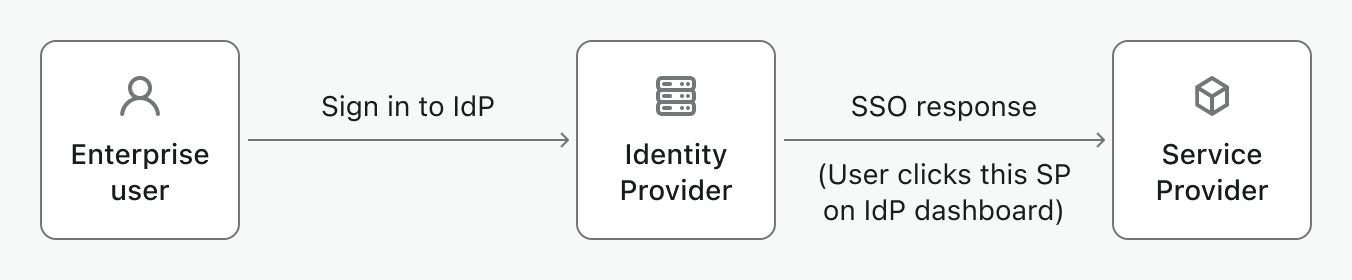 Enterprise
user
Sign in to IdP
Identity
Provider
SSO response
(User clicks this SP
on IdP dashboard)
Service
Provider